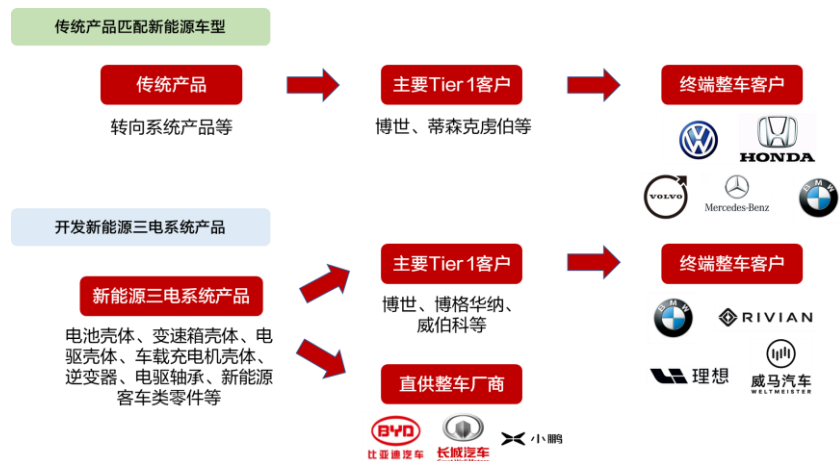 传统产品匹配新能源车型
传统产品
主要Tier 1客户
终端整车客户
转向系统产品等
博世、蒂森克虏伯等
HONDA
VOLVO
Mercedes-Benz
BMW
开发新能源三电系统产品
新能源三电系统产品
主要Tier 1客户
终端整车客户
电池壳体、变速箱壳体、电
驱壳体、车载充电机壳体、
逆变器、电驱轴承、新能源
客车类零件等
博世、博格华纳、
威伯科等
BMW
RIVIAN
理想
威马汽车
WELTMEISTER
直供整车厂商
BYD
比亚迪汽车
长城汽车
小鹏